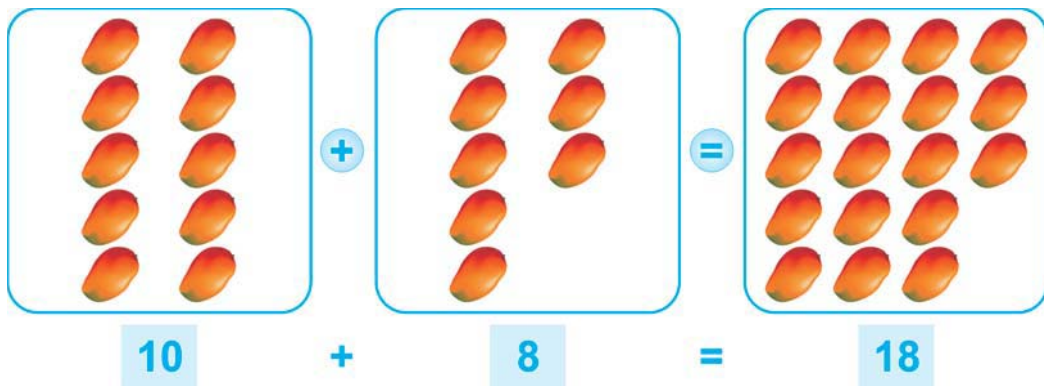 + =
10 + 8 = 18